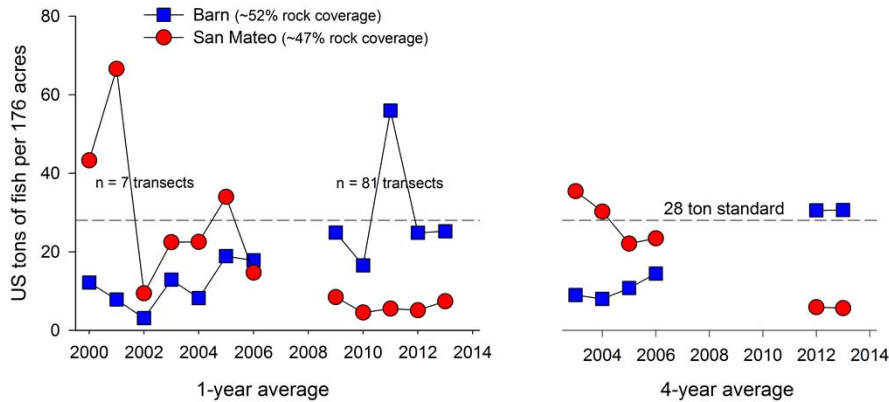 Barn (~52% rock coverage)
San Mateo (~47% rock coverage)
US tons of fish per 176 acres
80
60
40
20
0
n = 7 transects
n = 81 transects
28 ton standard
2000 2002 2004 2006 2008 2010 2012 2014
2004 2006 2008 2010 2012 2014
1-year average
4-year average